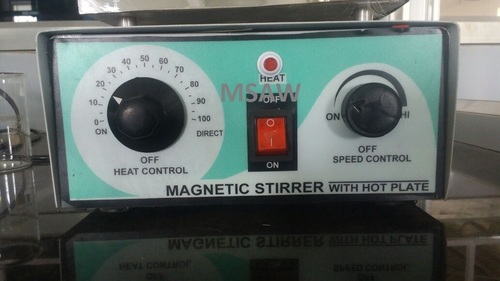 HEAT
MSAW
OFF
O
I
ON
0 10 20 30 40 50 60 70 80 90 100
ON
DIRECT
OFF
HEAT CONTROL
ON
HI
OFF
SPEED CONTROL
MAGNETIC STIRRER WITH HOT PLATE